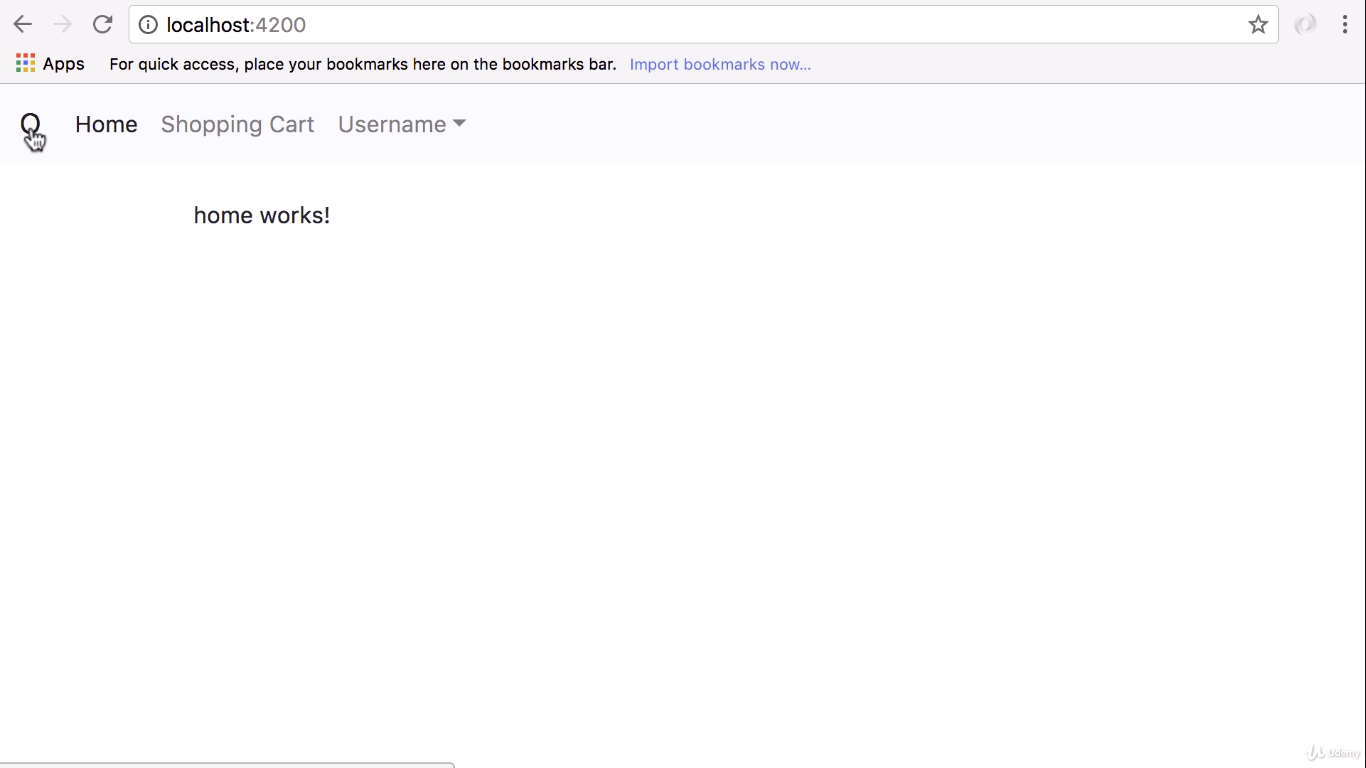 localhost:4200
Apps For quick access, place your bookmarks here on the bookmarks bar. Import bookmarks now...
O Home Shopping Cart Username
home works!
Udemy